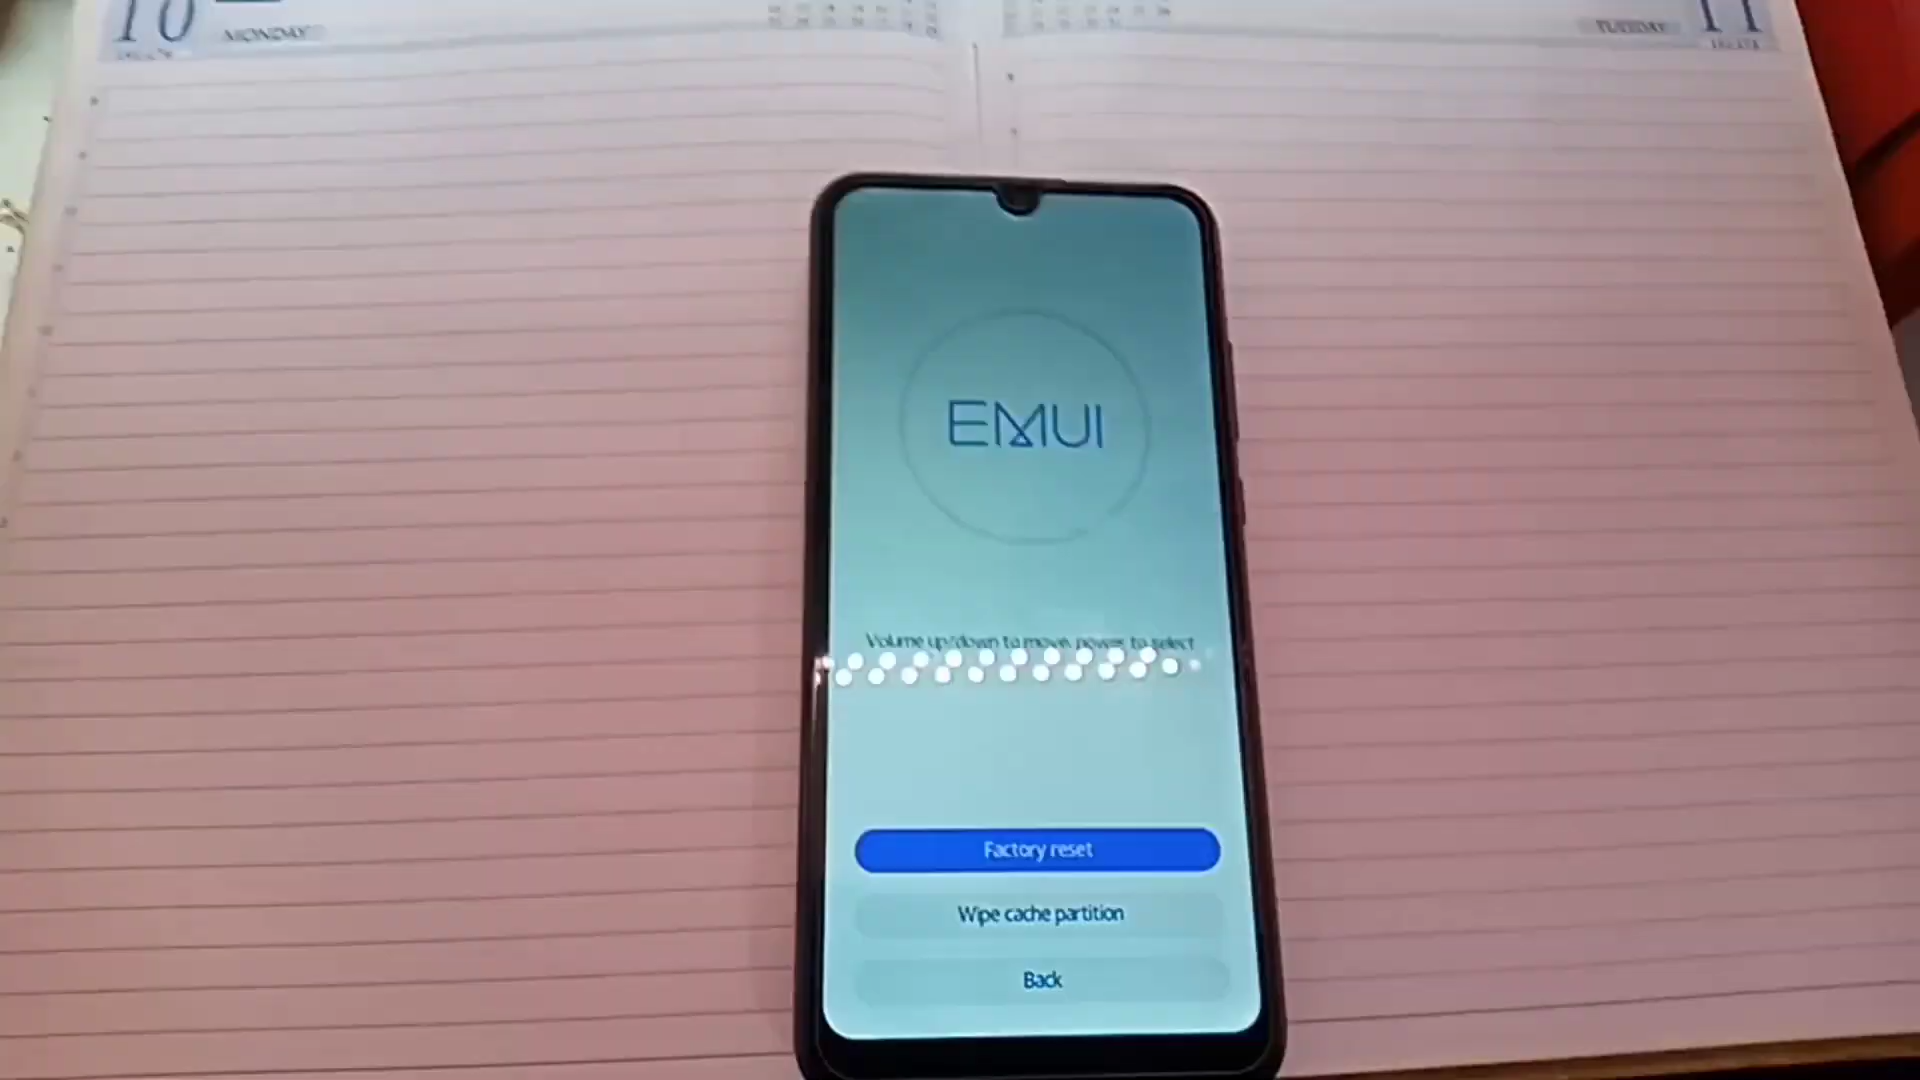 10
MONDAY
TUESDAY
11
EMUI
Volume up/down to move, power to select
Factory reset
Wipe cache partition
Back